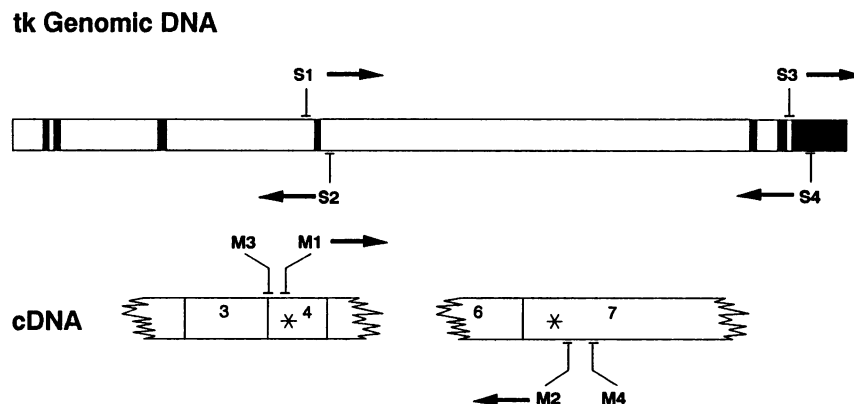 tk Genomic DNA
S1 S3
S2 S4
M3 M1
cDNA 3 * 4 6 * 7
M2 M4